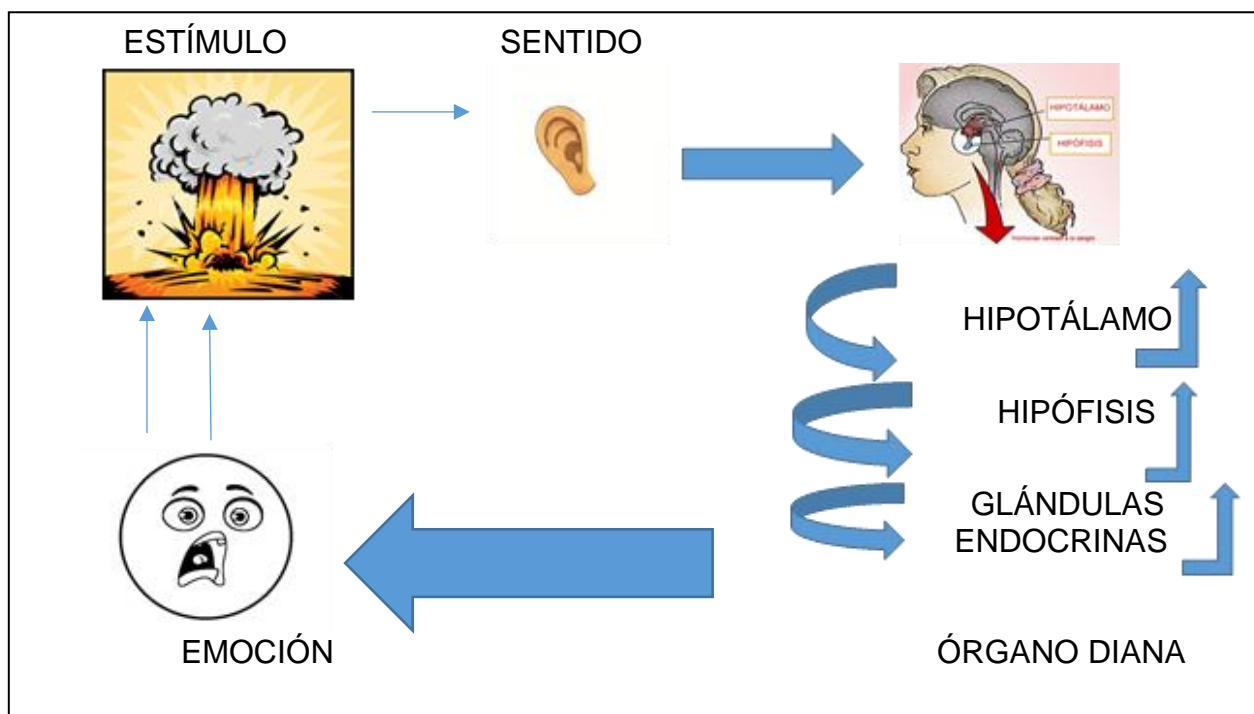 ESTÍMULO
SENTIDO
HIPOTÁLAMO
HIPÓFISIS
HIPOTÁLAMO
HIPÓFISIS
GLÁNDULAS
ENDOCRINAS
EMOCIÓN
ÓRGANO DIANA